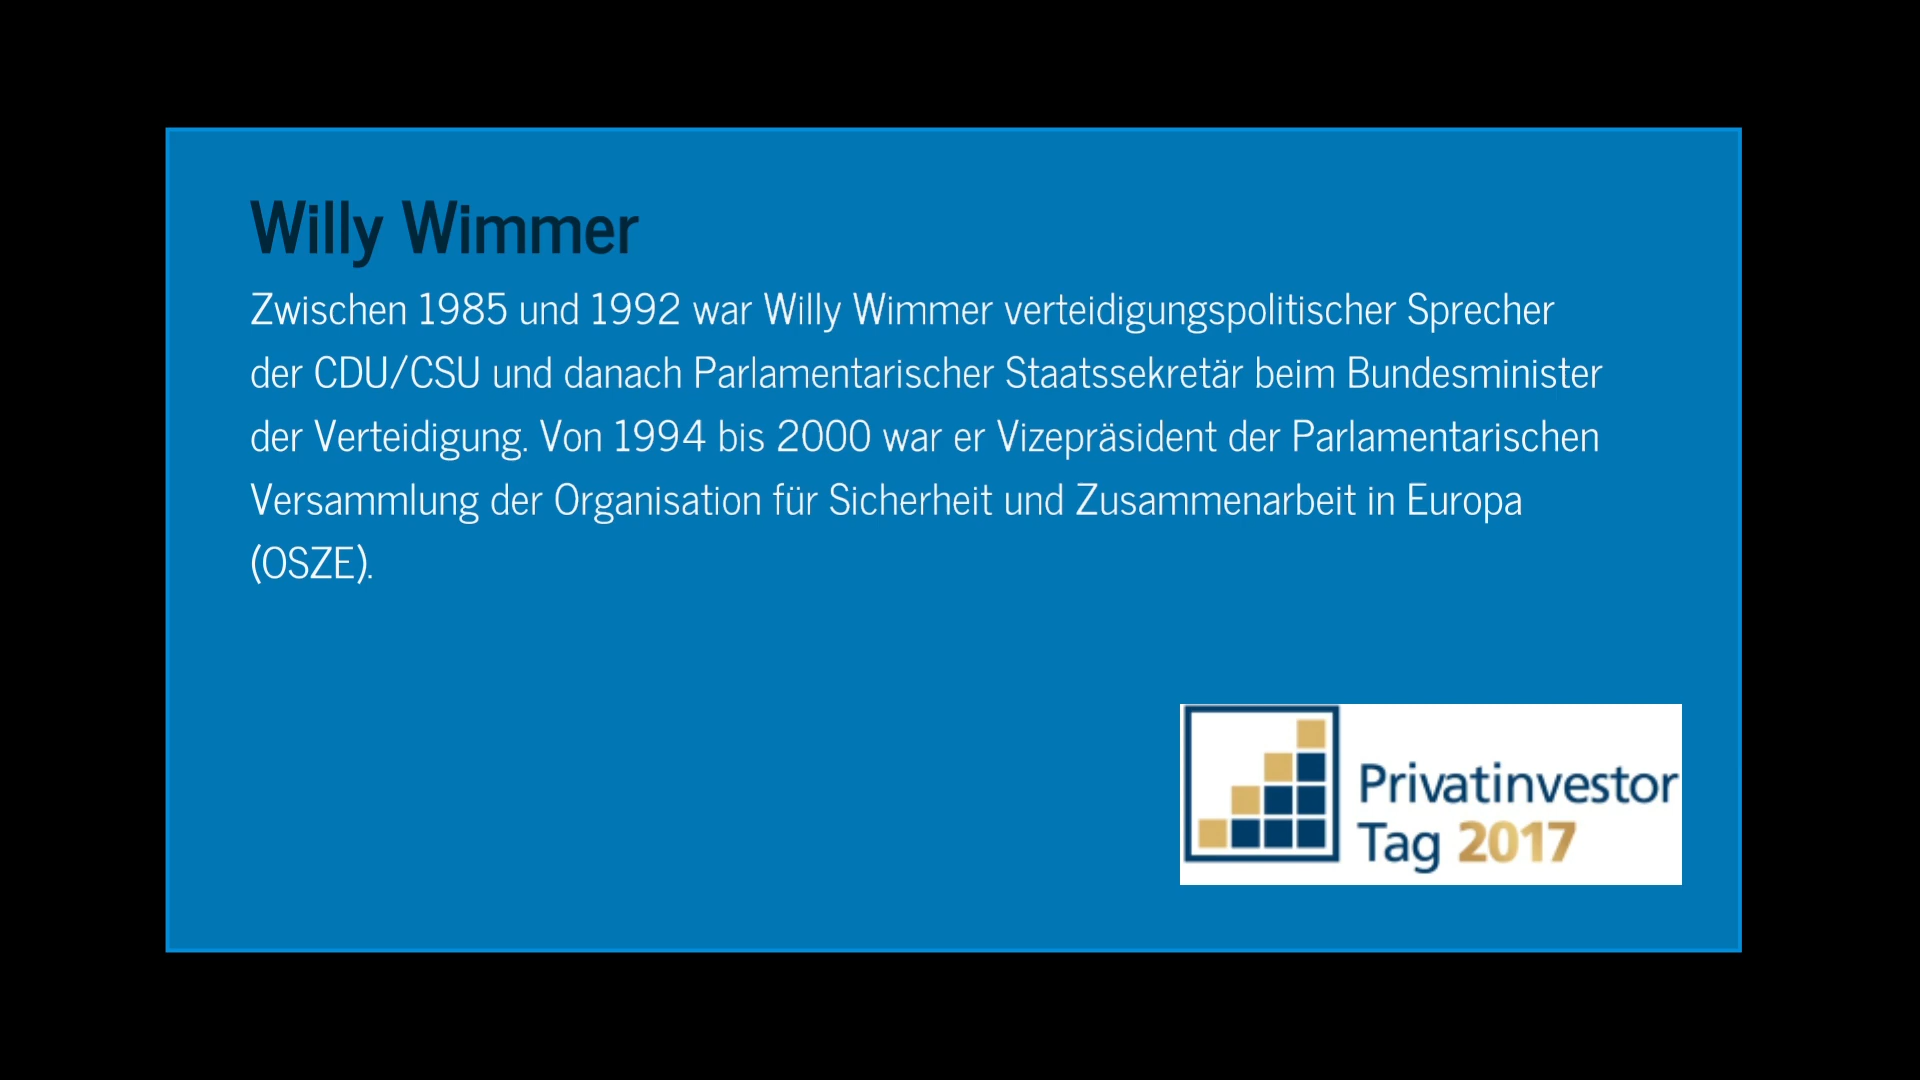 Willy Wimmer
Zwischen 1985 und 1992 war Willy Wimmer verteidigungspolitischer Sprecher
der CDU/CSU und danach Parlamentarischer Staatssekretär beim Bundesminister
der Verteidigung. Von 1994 bis 2000 war er Vizepräsident der Parlamentarischen
Versammlung der Organisation für Sicherheit und Zusammenarbeit in Europa
(OSZE).
Privatinvestor
Tag 2017